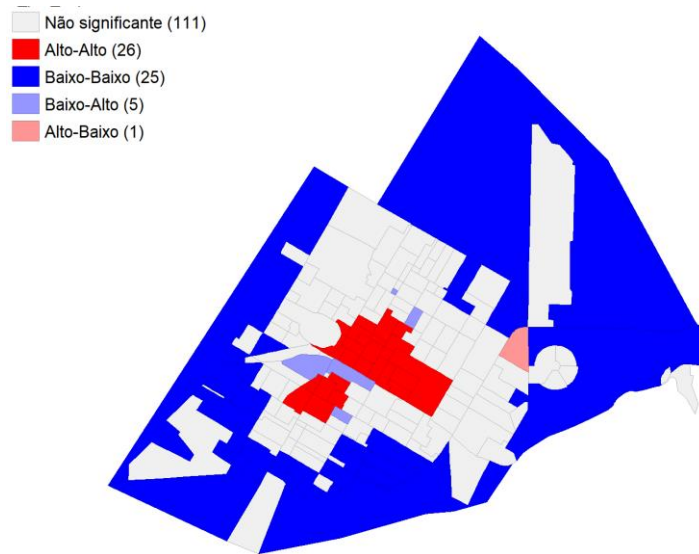 Não significante (111)
Alto-Alto (26)
Baixo-Baixo (25)
Baixo-Alto (5)
Alto-Baixo (1)